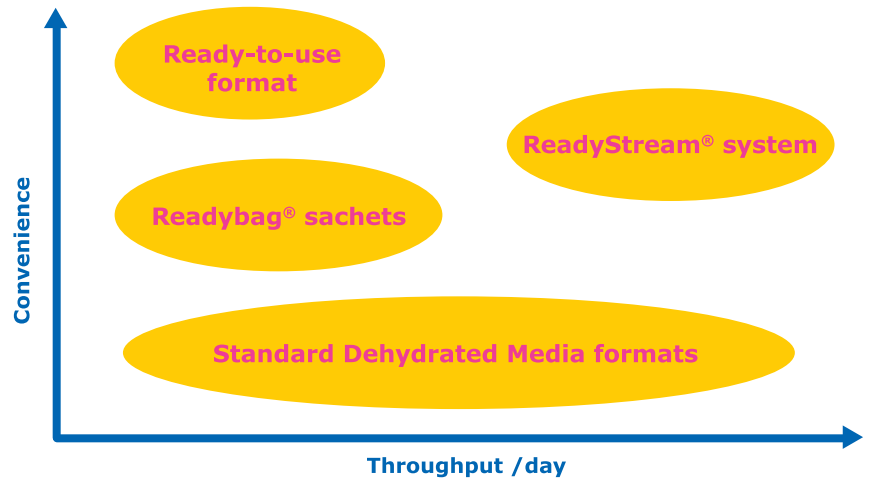 Ready-to-use
format
ReadyStream® system
Readybag® sachets
Standard Dehydrated Media formats
Convenience
Throughput /day